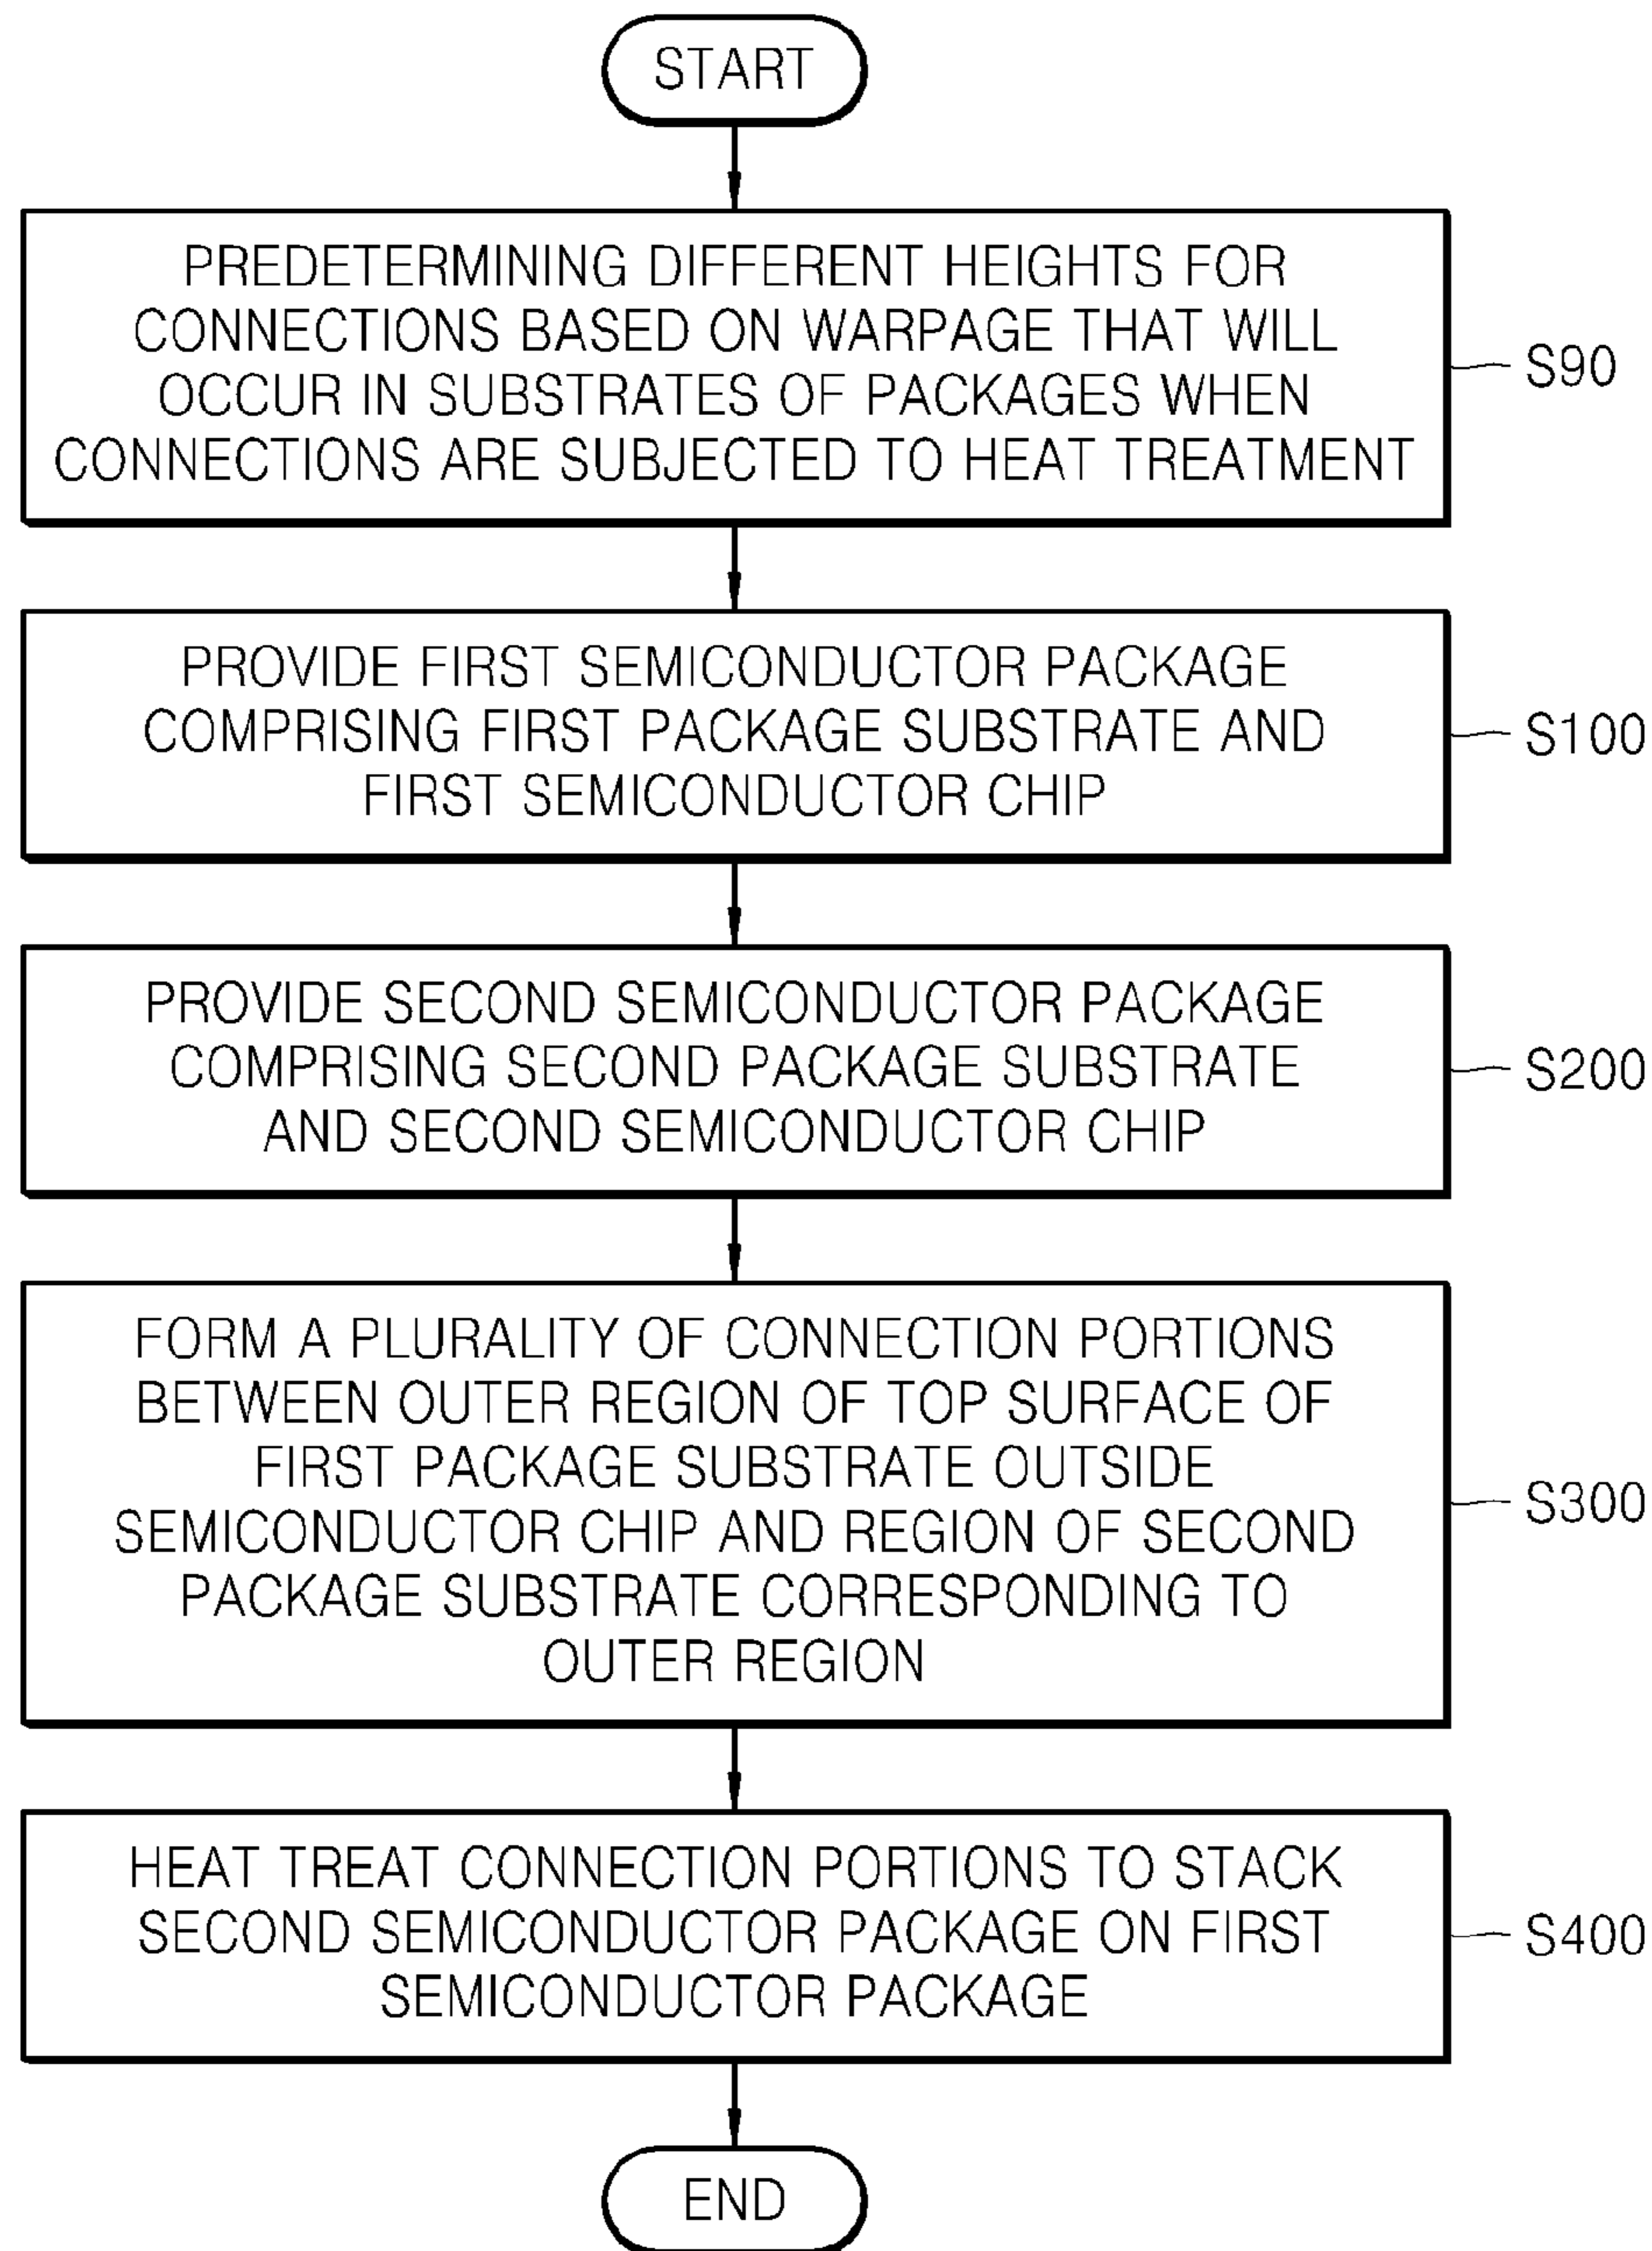 START
PREDETERMINING DIFFERENT HEIGHTS FOR
CONNECTIONS BASED ON WARPAGE THAT WILL
OCCUR IN SUBSTRATES OF PACKAGES WHEN
CONNECTIONS ARE SUBJECTED TO HEAT TREATMENT
S90
PROVIDE FIRST SEMICONDUCTOR PACKAGE
COMPRISING FIRST PACKAGE SUBSTRATE AND
FIRST SEMICONDUCTOR CHIP
S100
PROVIDE SECOND SEMICONDUCTOR PACKAGE
COMPRISING SECOND PACKAGE SUBSTRATE
AND SECOND SEMICONDUCTOR CHIP
S200
FORM A PLURALITY OF CONNECTION PORTIONS
BETWEEN OUTER REGION OF TOP SURFACE OF
FIRST PACKAGE SUBSTRATE OUTSIDE
SEMICONDUCTOR CHIP AND REGION OF SECOND
PACKAGE SUBSTRATE CORRESPONDING TO
OUTER REGION
S300
HEAT TREAT CONNECTION PORTIONS TO STACK
SECOND SEMICONDUCTOR PACKAGE ON FIRST
SEMICONDUCTOR PACKAGE
S400
END